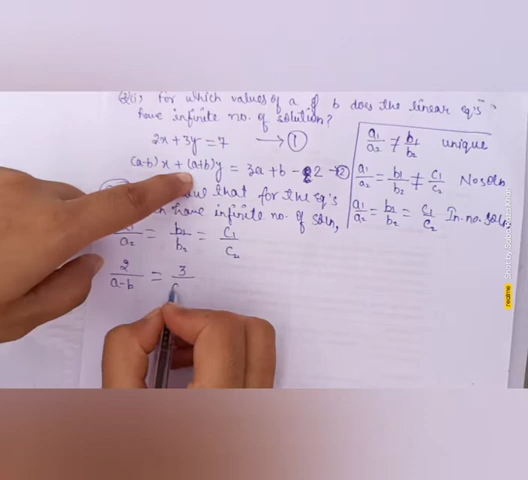 for which values of a & b does the linear eq's
have infinite no. of solution?
2x + 3y = 7 → ①
(a-b)x + (a+b)y = 3a + b - 2 → ②
that for the eq's
have infinite no. of soln,
a₂ = b₁/b₂ = c₁/c₂
2/(a-b) = 3/
a₁/a₂ ≠ b₁/b₂ unique
a₁/a₂ = b₁/b₂ ≠ c₁/c₂ No soln
a₁/a₂ = b₁/b₂ = c₁/c₂ In. no. soln
realme Shot by